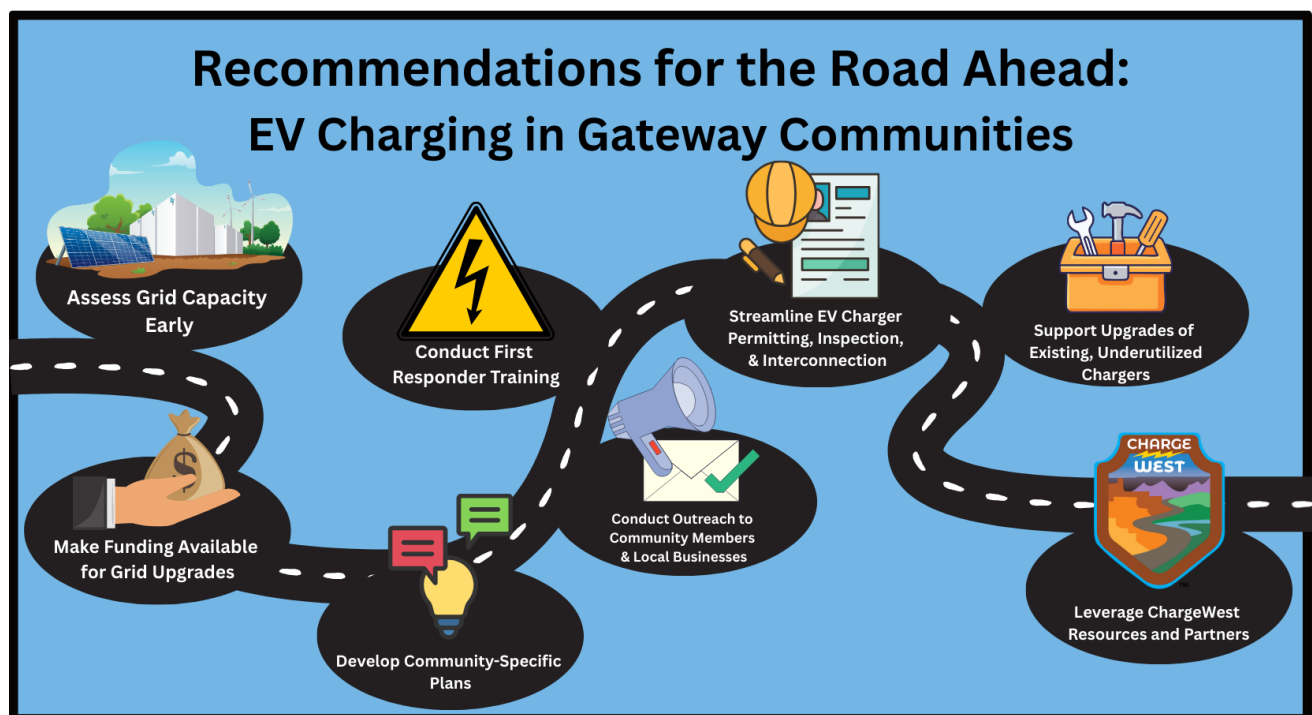 Recommendations for the Road Ahead:
EV Charging in Gateway Communities
Assess Grid Capacity
Early
Make Funding Available
for Grid Upgrades
$
Develop Community-Specific
Plans
Conduct First
Responder Training
Conduct Outreach to
Community Members
& Local Businesses
Streamline EV Charger
Permitting, Inspection,
& Interconnection
Support Upgrades of
Existing, Underutilized
Chargers
CHARGE
WEST
™
Leverage ChargeWest
Resources and Partners